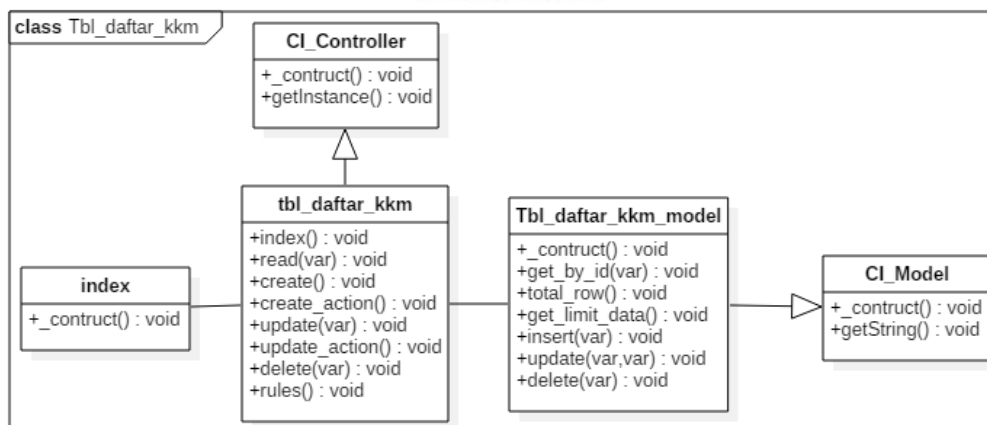 class Tbl_daftar_kkm
CI_Controller
+_contruct() : void
+getInstance() : void
tbl_daftar_kkm
+index() : void
+read(var) : void
+create() : void
+create_action() : void
+update(var) : void
+update_action() : void
+delete(var) : void
+rules() : void
index
+_contruct() : void
Tbl_daftar_kkm_model
+_contruct() : void
+get_by_id(var) : void
+total_row() : void
+get_limit_data() : void
+insert(var) : void
+update(var,var) : void
+delete(var) : void
CI_Model
+_contruct() : void
+getString() : void